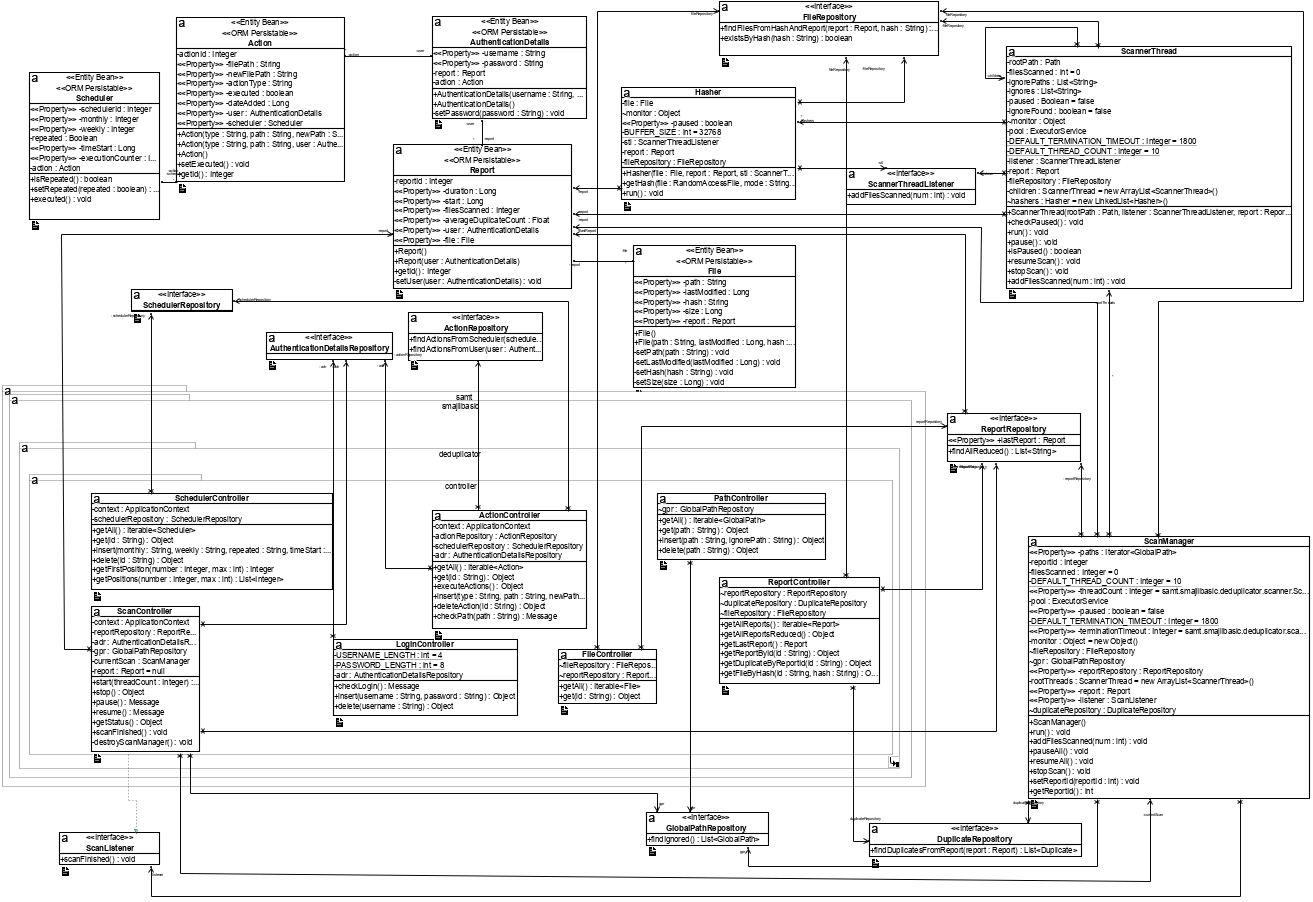 a
<<Entity Bean>>
<<ORM Persistable>>
Scheduler
<<Property>> -schedulerId : Integer
<<Property>> -monthly : Integer
<<Property>> -weekly : Integer
-repeated : Boolean
<<Property>> -timeStart : Long
<<Property>> -executionCounter : I...
-action : Action
+isRepeated() : boolean
+setRepeated(repeated : boolean) : ...
+executed() : void
a
<<Entity Bean>>
<<ORM Persistable>>
Action
-actionId : Integer
<<Property>> -filePath : String
<<Property>> -newFilePath : String
<<Property>> -actionType : String
<<Property>> -executed : boolean
<<Property>> -dateAdded : Long
<<Property>> -user : AuthenticationDetails
<<Property>> -scheduler : Scheduler
+Action(type : String, path : String, newPath : S...
+Action(type : String, path : String, user : Authe...
+Action()
+setExecuted() : void
+getId() : Integer
a
<<Entity Bean>>
<<ORM Persistable>>
AuthenticationDetails
<<Property>> -username : String
<<Property>> -password : String
-report : Report
-action : Action
+AuthenticationDetails(username : String, ...
+AuthenticationDetails()
-setPassword(password : String) : void
a
<<Entity Bean>>
<<ORM Persistable>>
Report
-reportId : Integer
<<Property>> -duration : Long
<<Property>> -start : Long
<<Property>> -filesScanned : Integer
<<Property>> -averageDuplicateCount : Float
<<Property>> -user : AuthenticationDetails
<<Property>> -file : File
+Report()
+Report(user : AuthenticationDetails)
+getId() : Integer
-setUser(user : AuthenticationDetails) : void
a
<<Interface>>
FileRepository
+findFilesFromHashAndReport(report : Report, hash : String) :...
+existsByHash(hash : String) : boolean
a
Hasher
-file : File
~monitor : Object
<<Property>> -paused : boolean
-BUFFER_SIZE : int = 32768
-stl : ScannerThreadListener
-report : Report
-fileRepository : FileRepository
+Hasher(file : File, report : Report, stl : ScannerT...
+getHash(file : RandomAccessFile, mode : String...
+run() : void
a
<<Interface>>
ScannerThreadListener
+addFilesScanned(num : int) : void
a
ScannerThread
-rootPath : Path
-filesScanned : int = 0
-ignorePaths : List<String>
-ignores : List<String>
-paused : Boolean = false
-ignoreFound : Boolean = false
~monitor : Object
-pool : ExecutorService
-DEFAULT_TERMINATION_TIMEOUT : Integer = 1800
-DEFAULT_THREAD_COUNT : Integer = 10
-listener : ScannerThreadListener
-report : Report
-fileRepository : FileRepository
-children : ScannerThread = new ArrayList<ScannerThread>()
~hashers : Hasher = new LinkedList<Hasher>()
+ScannerThread(rootPath : Path, listener : ScannerThreadListener, report : Repor...
+checkPaused() : void
+run() : void
+pause() : void
+isPaused() : boolean
+resumeScan() : void
+stopScan() : void
+addFilesScanned(num : int) : void
a
<<Entity Bean>>
<<ORM Persistable>>
File
<<Property>> -path : String
<<Property>> -lastModified : Long
<<Property>> -hash : String
<<Property>> -size : Long
<<Property>> -report : Report
+File()
+File(path : String, lastModified : Long, hash :...
-setPath(path : String) : void
-setLastModified(lastModified : Long) : void
-setHash(hash : String) : void
-setSize(size : Long) : void
a
<<Interface>>
SchedulerRepository
a
<<Interface>>
AuthenticationDetailsRepository
a
<<Interface>>
ActionRepository
+findActionsFromScheduler(schedule...
+findActionsFromUser(user : Authent...
a
samt
a
smajlibasic
a
deduplicator
a
controller
a
<<Interface>>
ReportRepository
<<Property>> +lastReport : Report
+findAllReduced() : List<String>
a
SchedulerController
-context : ApplicationContext
-schedulerRepository : SchedulerRepository
+getAll() : Iterable<Scheduler>
+get(id : String) : Object
+insert(monthly : String, weekly : String, repeated : String, timeStart :...
+delete(id : String) : Object
+getFirstPosition(number : Integer, max : int) : Integer
+getPositions(number : Integer, max : int) : List<Integer>
a
ActionController
-context : ApplicationContext
-actionRepository : ActionRepository
-schedulerRepository : SchedulerRepository
-adr : AuthenticationDetailsRepository
+getAll() : Iterable<Action>
+get(id : String) : Object
+executeActions() : Object
+insert(type : String, path : String, newPath...
+deleteAction(id : String) : Object
+checkPath(path : String) : Message
a
PathController
~gpr : GlobalPathRepository
+getAll() : Iterable<GlobalPath>
+get(path : String) : Object
+insert(path : String, ignorePath : String) : Object
+delete(path : String) : Object
a
ReportController
~reportRepository : ReportRepository
~duplicateRepository : DuplicateRepository
~fileRepository : FileRepository
+getAllReports() : Iterable<Report>
+getAllReportsReduced() : Object
+getLastReport() : Report
+getReportById(id : String) : Object
+getDuplicateByReportId(id : String) : Object
+getFileByHash(id : String, hash : String) : O...
a
ScanController
-context : ApplicationContext
-reportRepository : ReportRe...
-adr : AuthenticationDetailsR...
-gpr : GlobalPathRepository
-currentScan : ScanManager
-report : Report = null
+start(threadCount : Integer) :...
+stop() : Object
+pause() : Message
+resume() : Message
+getStatus() : Object
+scanFinished() : void
-destroyScanManager() : void
a
LoginController
-USERNAME_LENGTH : int = 4
-PASSWORD_LENGTH : int = 8
-adr : AuthenticationDetailsRepository
+checkLogin() : Message
+insert(username : String, password : String) : Object
+delete(username : String) : Object
a
FileController
~fileRepository : FileRepos...
~reportRepository : Report...
+getAll() : Iterable<File>
+get(id : String) : Object
a
ScanManager
<<Property>> -paths : Iterator<GlobalPath>
-reportId : Integer
-filesScanned : Integer = 0
-DEFAULT_THREAD_COUNT : Integer = 10
<<Property>> -threadCount : Integer = samt.smajlibasic.deduplicator.scanner.Sc...
-pool : ExecutorService
<<Property>> -paused : boolean = false
-DEFAULT_TERMINATION_TIMEOUT : Integer = 1800
<<Property>> -terminationTimeout : Integer = samt.smajlibasic.deduplicator.sca...
-monitor : Object = new Object()
~fileRepository : FileRepository
~gpr : GlobalPathRepository
<<Property>> -reportRepository : ReportRepository
-rootThreads : ScannerThread = new ArrayList<ScannerThread>()
<<Property>> -report : Report
<<Property>> -listener : ScanListener
~duplicateRepository : DuplicateRepository
+ScanManager()
+run() : void
+addFilesScanned(num : int) : void
+pauseAll() : void
+resumeAll() : void
+stopScan() : void
+setReportId(reportId : int) : void
+getReportId() : int
a
<<Interface>>
ScanListener
+scanFinished() : void
a
<<Interface>>
GlobalPathRepository
+findIgnored() : List<GlobalPath>
a
<<Interface>>
DuplicateRepository
+findDuplicatesFromReport(report : Report) : List<Duplicate>